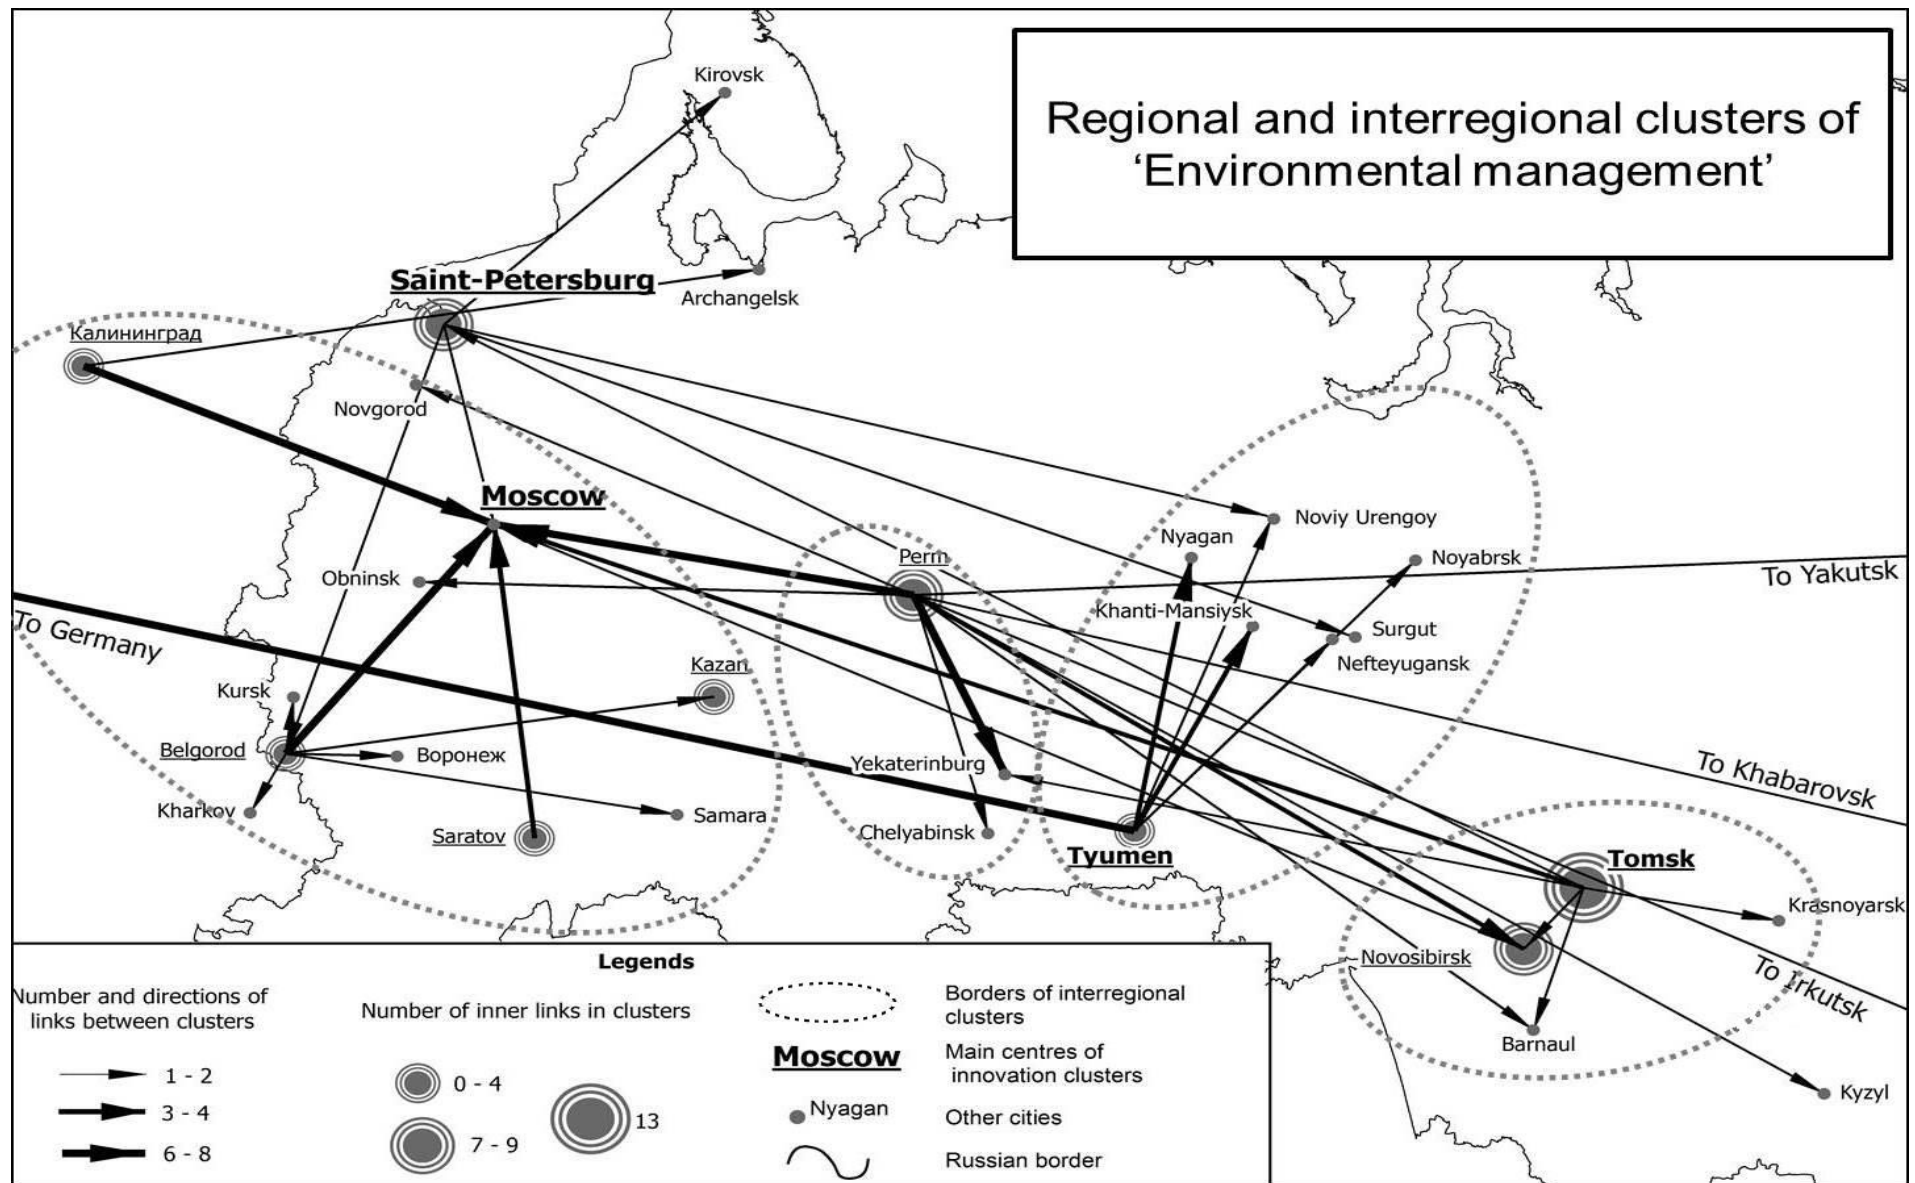 Regional and interregional clusters of
‘Environmental management’
Kirovsk
Saint-Petersburg
Archangelsk
Калининград
Novgorod
Moscow
Noviy Urengoy
Nyagan
Noyabrsk
Perm
Obninsk
To Yakutsk
Khanti-Mansiysk
Surgut
Nefteyugansk
To Germany
Kazan
Kursk
Belgorod
Воронеж
Yekaterinburg
To Khabarovsk
Kharkov
Samara
Saratov
Chelyabinsk
Tyumen
Tomsk
Krasnoyarsk
Novosibirsk
To Irkutsk
Barnaul
Kyzyl
Legends
Number and directions of
links between clusters
1 - 2
3 - 4
6 - 8
Number of inner links in clusters
0 - 4
7 - 9
13
Borders of interregional
clusters
Moscow
Main centres of
innovation clusters
Nyagan
Other cities
Russian border